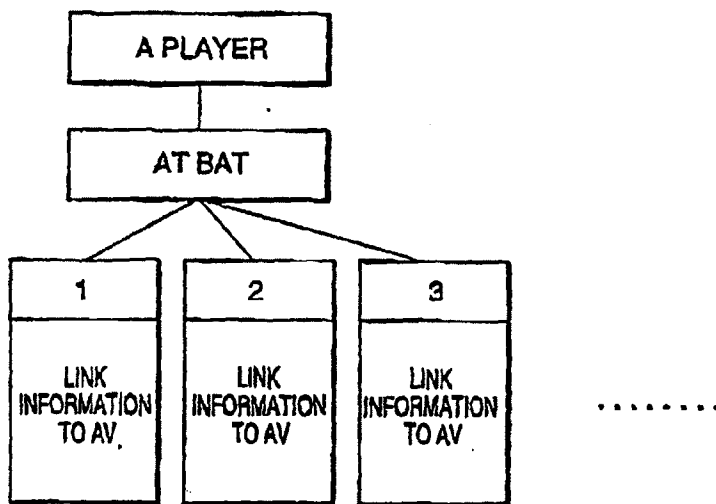 A PLAYER
AT BAT
1
LINK
INFORMATION
TO AV
2
LINK
INFORMATION
TO AV
3
LINK
INFORMATION
TO AV
........